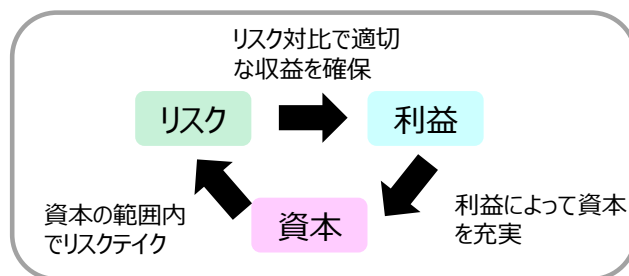 リスク対比で適切
な収益を確保
リスク
利益
資本の範囲内
でリスクテイク
資本
利益によって資本
を充実